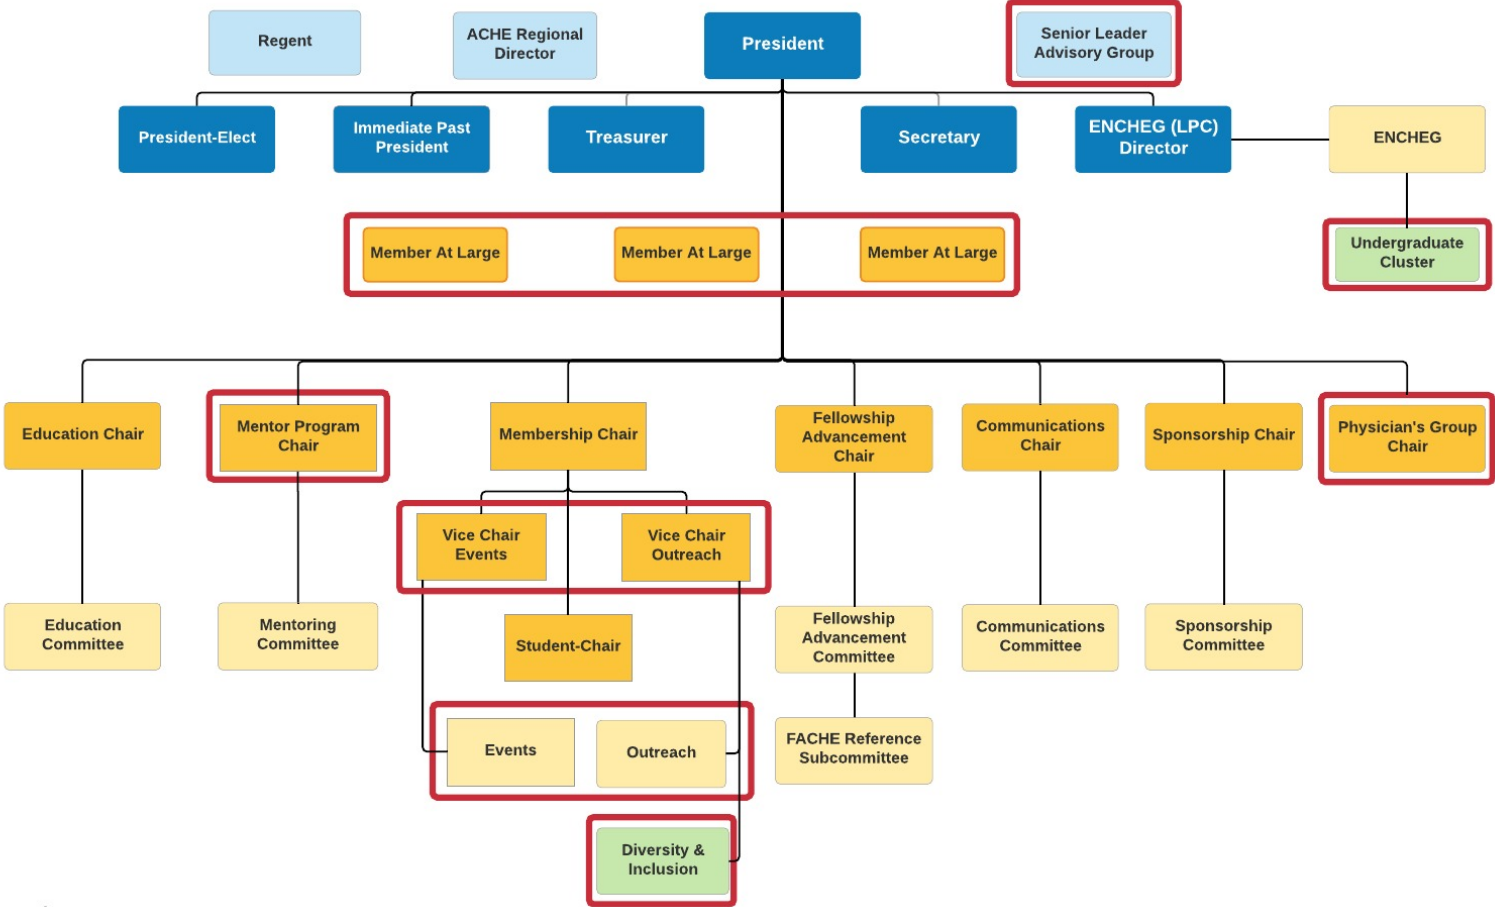 Regent
ACHE Regional
Director
President
Senior Leader
Advisory Group
President-Elect
Immediate Past
President
Treasurer
Secretary
ENCHEG (LPC)
Director
ENCHEG
Member At Large
Member At Large
Member At Large
Undergraduate
Cluster
Education Chair
Mentor Program
Chair
Membership Chair
Fellowship
Advancement
Chair
Communications
Chair
Sponsorship Chair
Physician's Group
Chair
Vice Chair
Events
Vice Chair
Outreach
Education
Committee
Mentoring
Committee
Student-Chair
Fellowship
Advancement
Committee
Communications
Committee
Sponsorship
Committee
Events
Outreach
FACHE Reference
Subcommittee
Diversity &
Inclusion